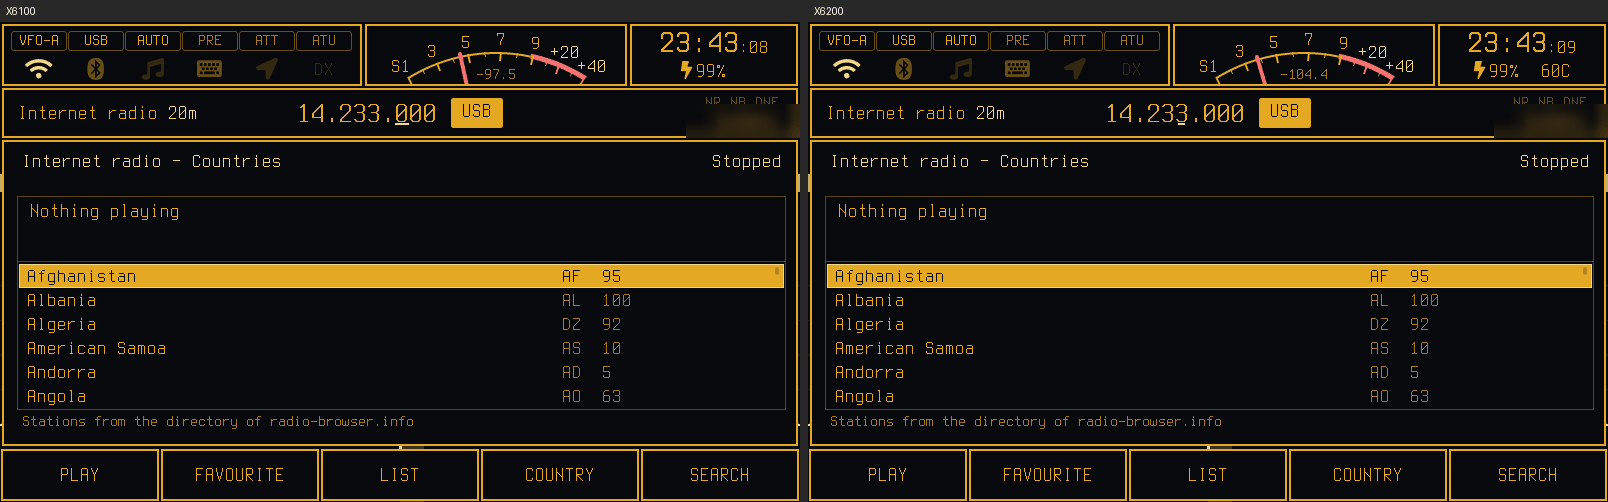 X6100
VFO-A USB AUTO PRE ATT ATU
DX
S1 3 5 7 9 +20 +40
-97.5
23:43:08
99%
Internet radio 20m 14.233.000 USB
NR NB DNF
Internet radio - Countries Stopped
Nothing playing
Afghanistan AF 95
Albania AL 100
Algeria DZ 92
American Samoa AS 10
Andorra AD 5
Angola AO 63
Stations from the directory of radio-browser.info
PLAY FAVOURITE LIST COUNTRY SEARCH
X6200
VFO-A USB AUTO PRE ATT ATU
DX
S1 3 5 7 9 +20 +40
-104.4
23:43:09
99% 60C
Internet radio 20m 14.233.000 USB
NR NB DNF
Internet radio - Countries Stopped
Nothing playing
Afghanistan AF 95
Albania AL 100
Algeria DZ 92
American Samoa AS 10
Andorra AD 5
Angola AO 63
Stations from the directory of radio-browser.info
PLAY FAVOURITE LIST COUNTRY SEARCH